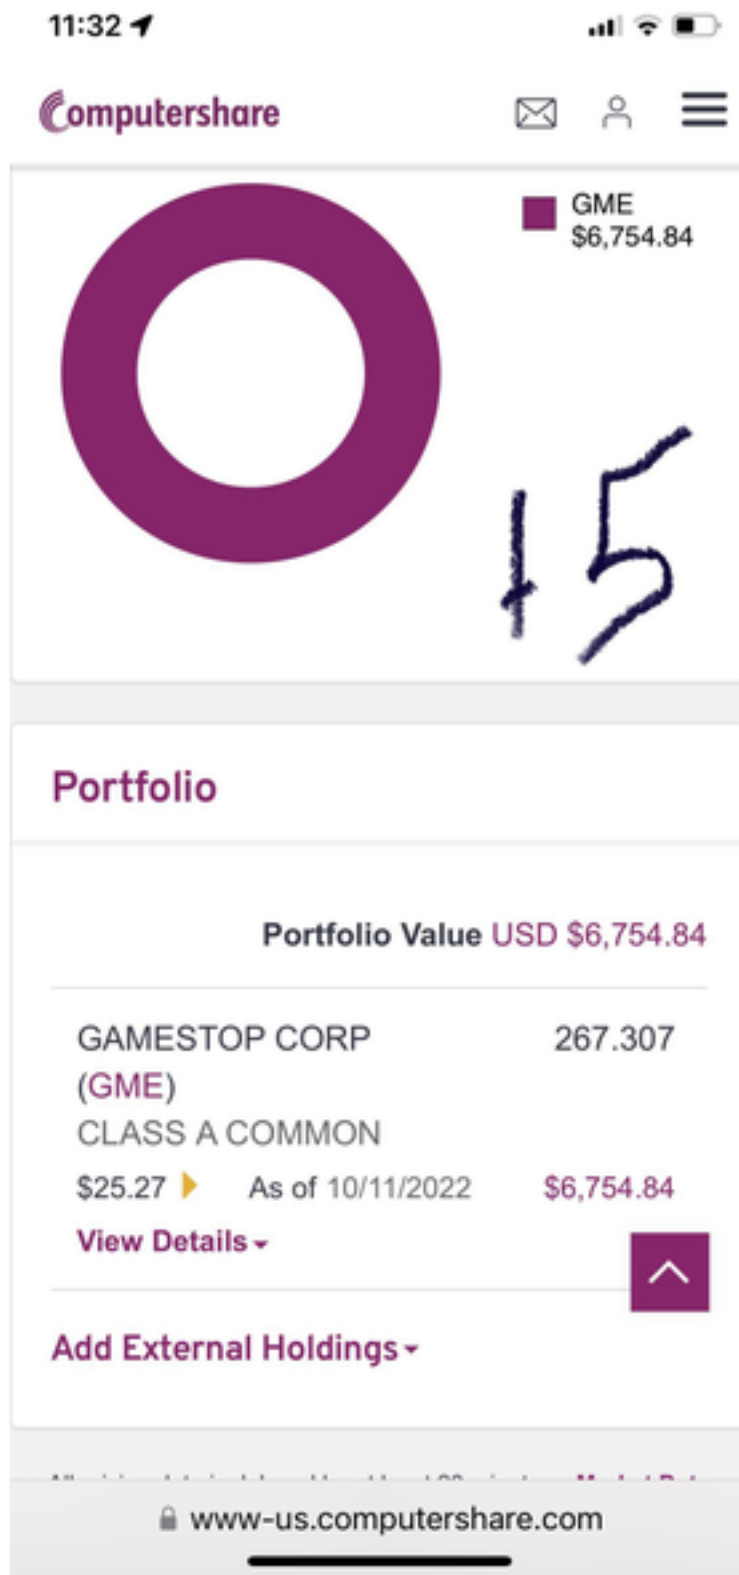 11:32
Computershare
GME
$6,754.84
+5
Portfolio
Portfolio Value USD $6,754.84
GAMESTOP CORP 267.307
(GME)
CLASS A COMMON
$25.27 As of 10/11/2022 $6,754.84
View Details
Add External Holdings
www-us.computershare.com